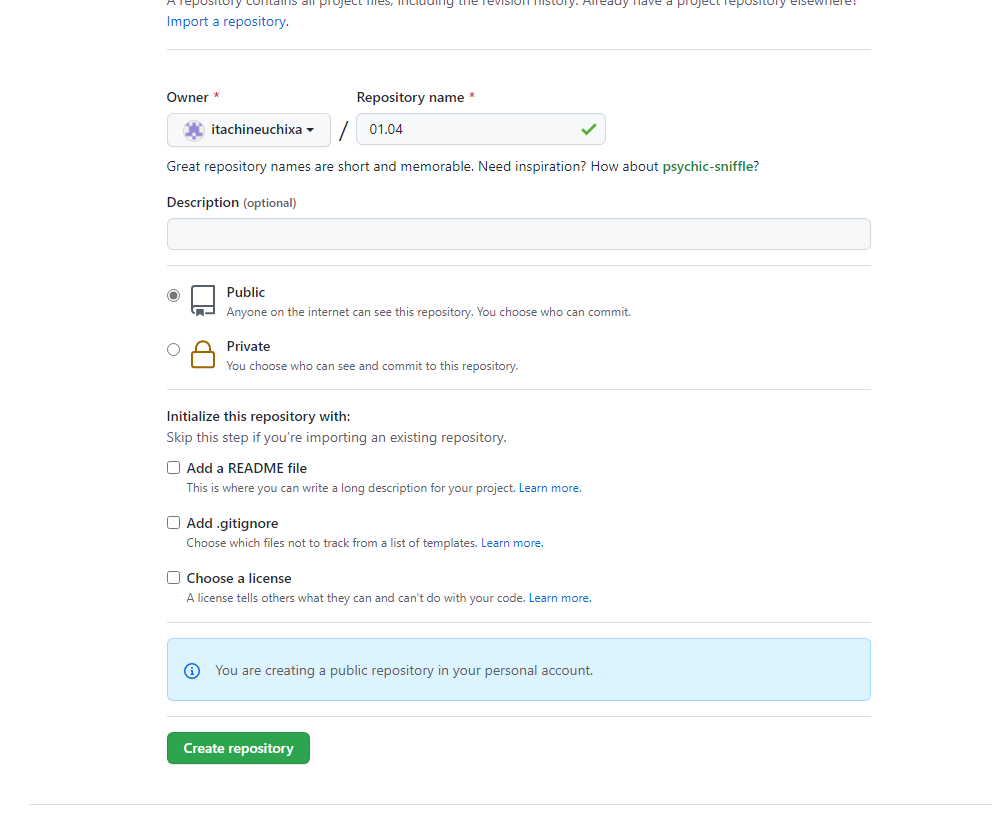 A repository contains all project files, including the revision history. Already have a project repository elsewhere?
Import a repository.
Owner *
Repository name *
itachineuchixa
/
01.04
Great repository names are short and memorable. Need inspiration? How about psychic-sniffle?
Description (optional)
Public
Anyone on the internet can see this repository. You choose who can commit.
Private
You choose who can see and commit to this repository.
Initialize this repository with:
Skip this step if you’re importing an existing repository.
Add a README file
This is where you can write a long description for your project. Learn more.
Add .gitignore
Choose which files not to track from a list of templates. Learn more.
Choose a license
A license tells others what they can and can't do with your code. Learn more.
You are creating a public repository in your personal account.
Create repository